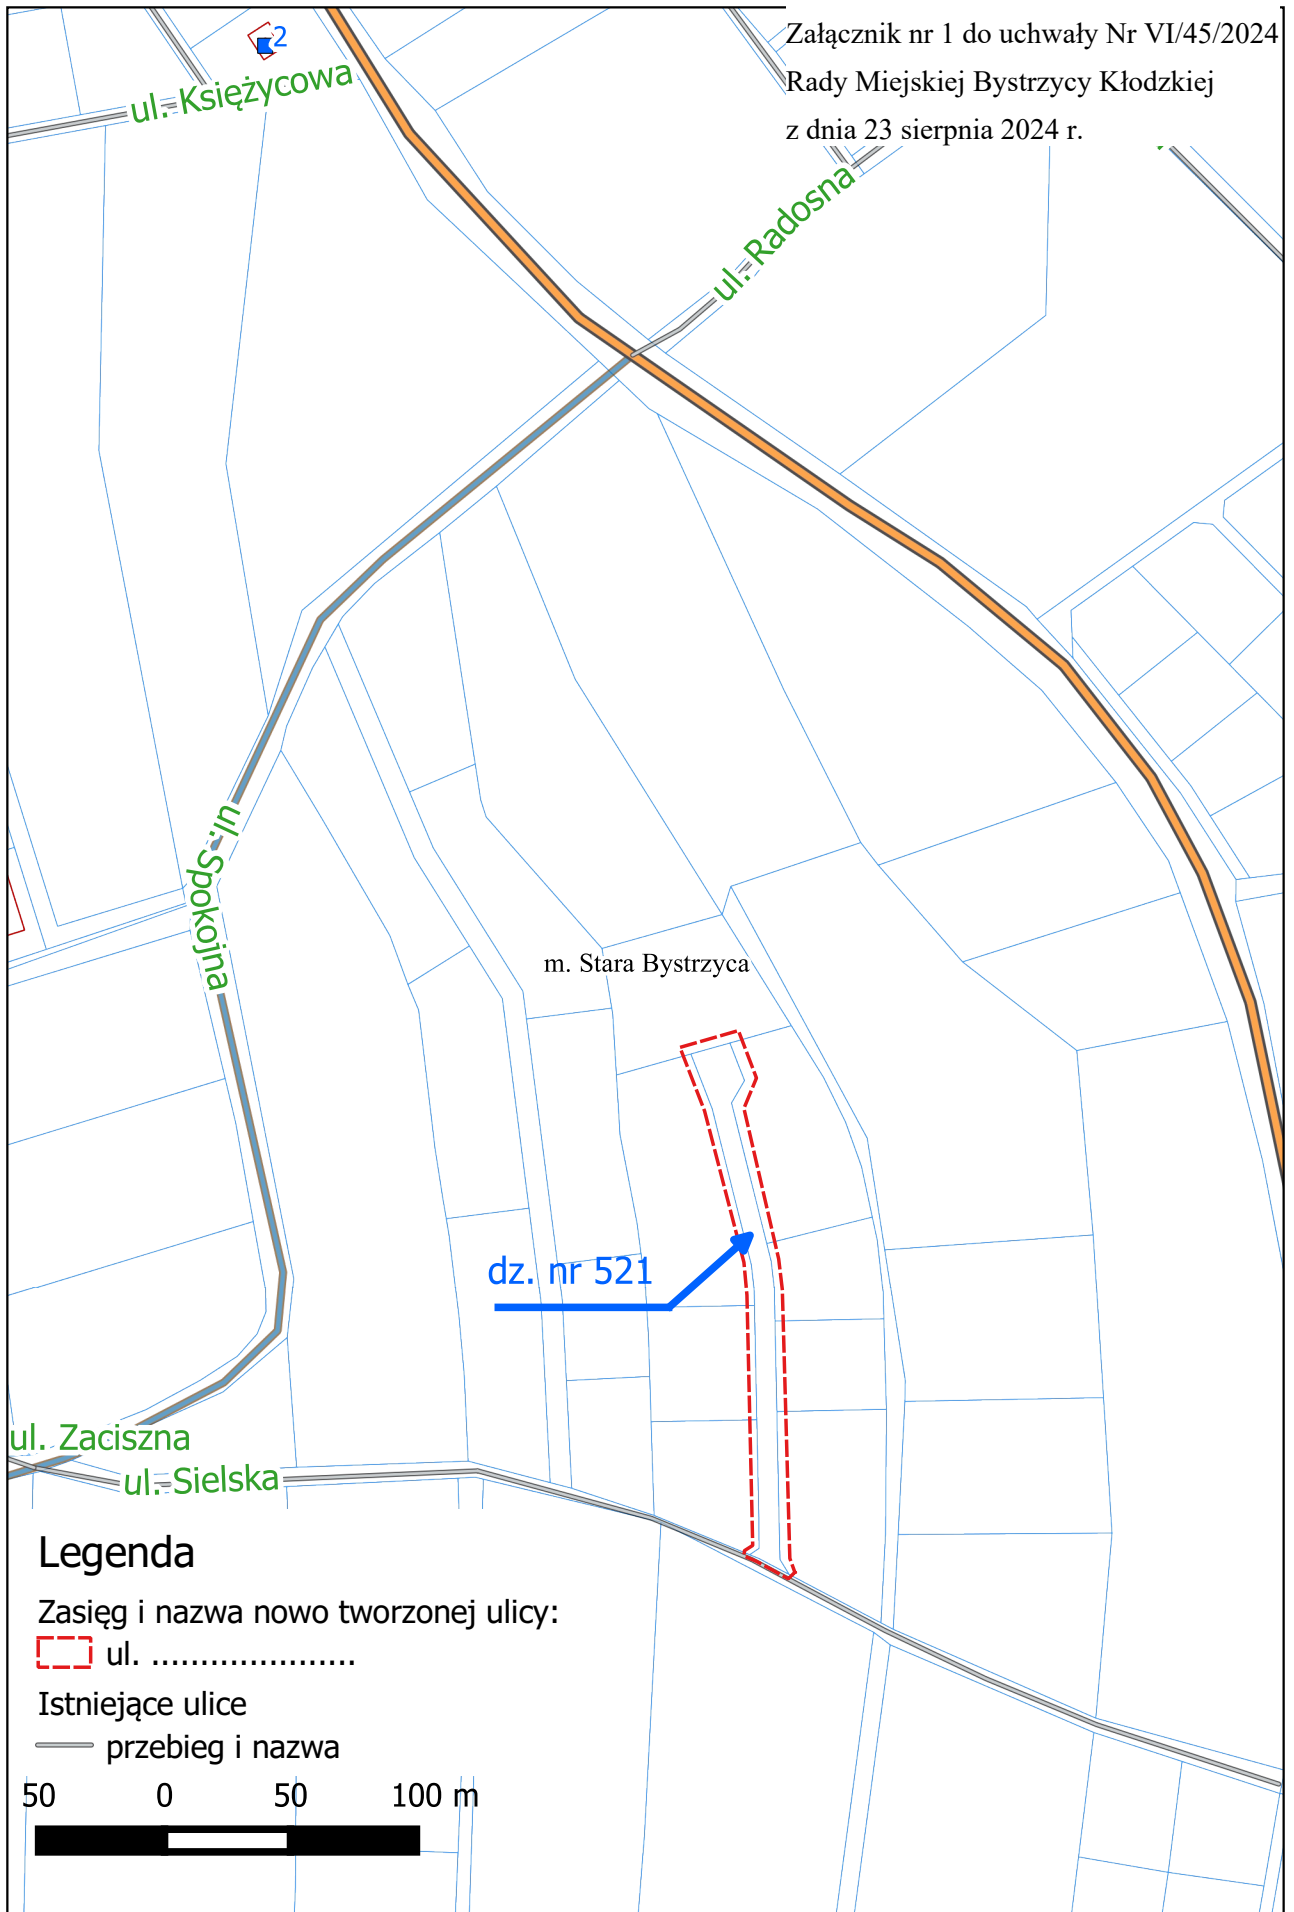 Załącznik nr 1 do uchwały Nr VI/45/2024
Rady Miejskiej Bystrzycy Kłodzkiej
z dnia 23 sierpnia 2024 r.
2
ul. Księżycowa
ul. Radosna
ul. Spokojna
m. Stara Bystrzyca
dz. nr 521
ul. Zaciszna
ul. Sielska
Legenda
Zasięg i nazwa nowo tworzonej ulicy:
ul. .....................
Istniejące ulice
przebieg i nazwa
50 0 50 100 m